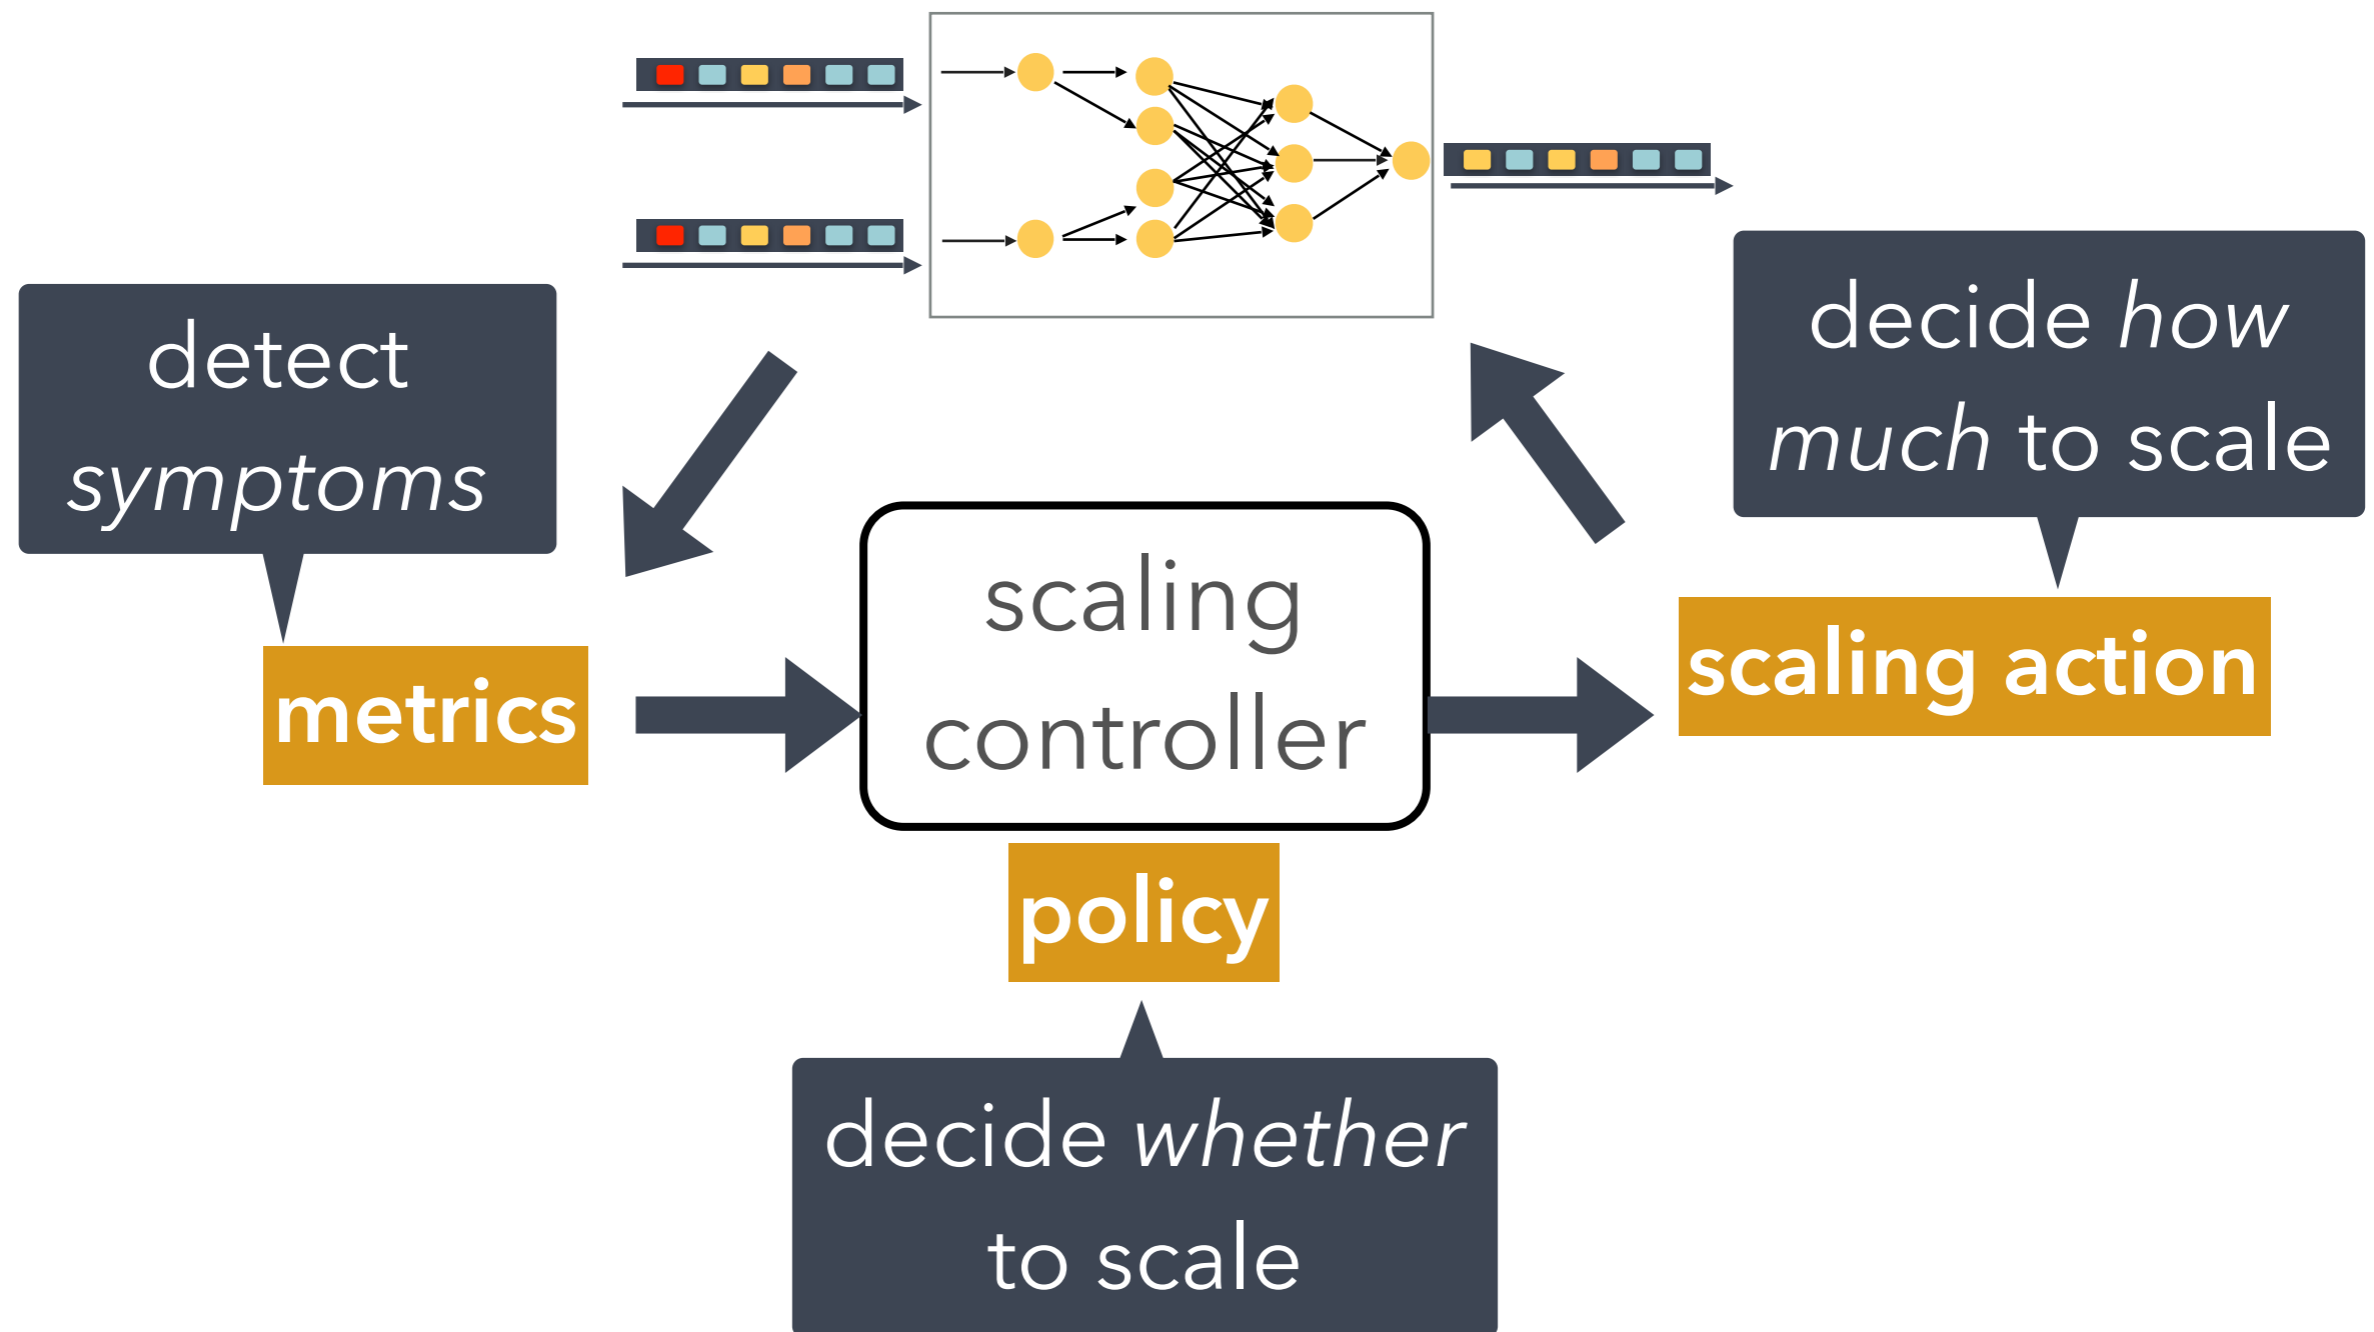 detect
symptoms
decide how
much to scale
metrics
scaling
controller
scaling action
policy
decide whether
to scale